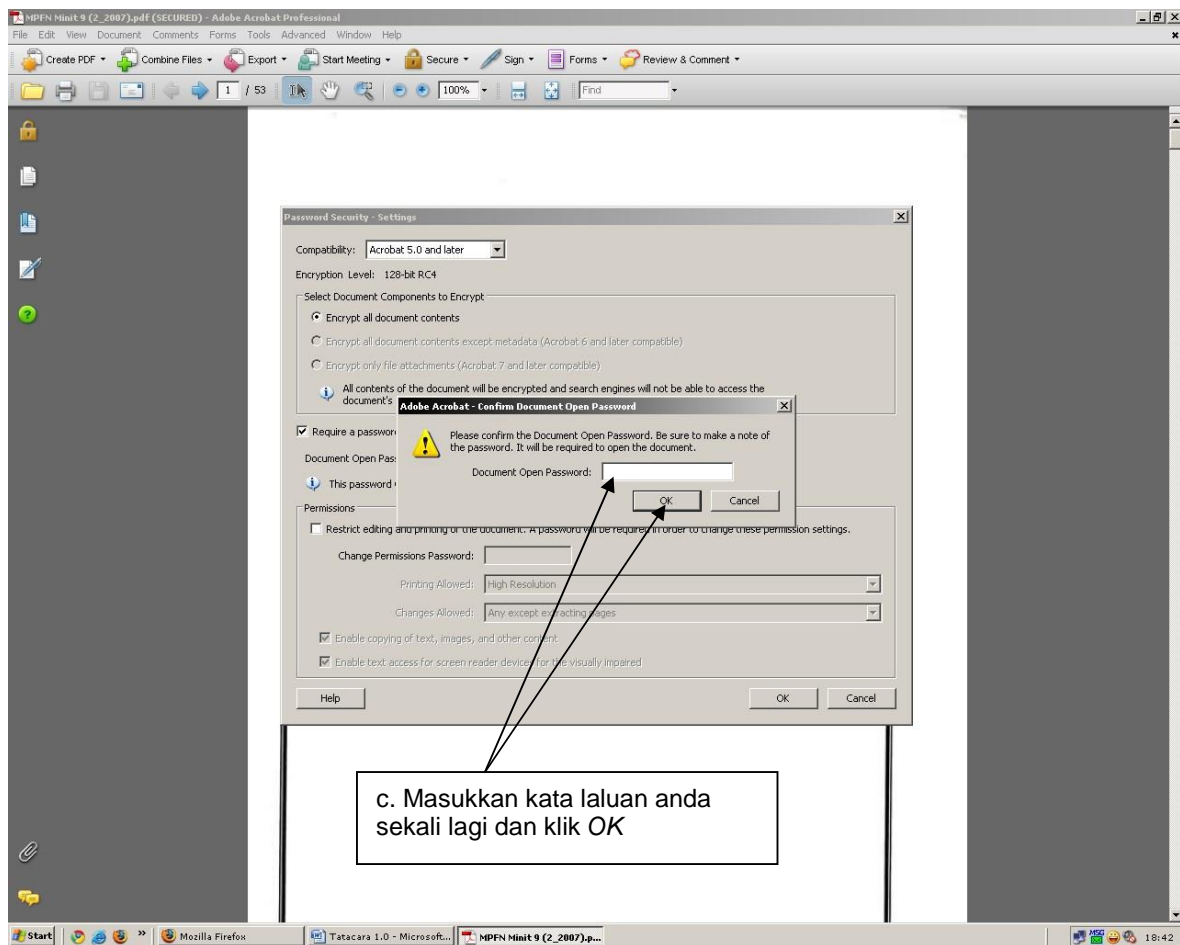 MPFN Minit 9 (2_2007).pdf (SECURED) - Adobe Acrobat Professional
File Edit View Document Comments Forms Tools Advanced Window Help
Create PDF Combine Files Export Start Meeting Secure Sign Forms Review & Comment
1 / 53 100% Find
Password Security - Settings
Compatibility: Acrobat 5.0 and later
Encryption Level: 128-bit RC4
Select Document Components to Encrypt
Encrypt all document contents
Encrypt all document contents except metadata (Acrobat 6 and later compatible)
Encrypt only file attachments (Acrobat 7 and later compatible)
All contents of the document will be encrypted and search engines will not be able to access the
document's
Adobe Acrobat - Confirm Document Open Password
Please confirm the Document Open Password. Be sure to make a note of
the password. It will be required to open the document.
Document Open Password:
OK Cancel
Require a passwor
Document Open Pas
This password
Permissions
Restrict editing and printing of the document. A password will be required in order to change these permission settings.
Change Permissions Password:
Printing Allowed: High Resolution
Changes Allowed: Any except extracting pages
Enable copying of text, images, and other content
Enable text access for screen reader devices for the visually impaired
Help OK Cancel
c. Masukkan kata laluan anda
sekali lagi dan klik OK
Start » Mozilla Firefox Tatacara 1.0 - Microsoft... MPFN Minit 9 (2_2007).p... MSG 18:42